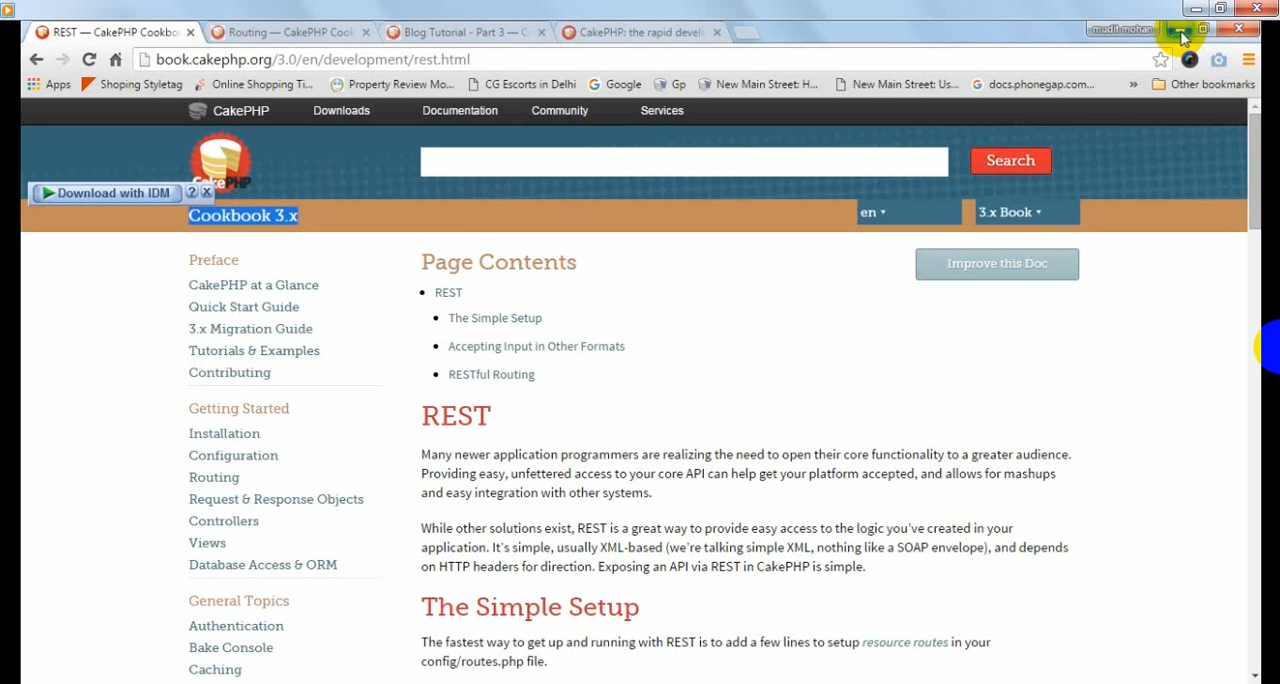 REST — CakePHP Cookbo
Routing — CakePHP Cook
Blog Tutorial - Part 3 — C
CakePHP: the rapid devel
mudit mohan
book.cakephp.org/3.0/en/development/rest.html
Apps
Shoping Styletag
Online Shopping Ti...
Property Review Mo...
CG Escorts in Delhi
Google
Gp
New Main Street: H...
New Main Street: Us...
docs.phonegap.com...
»
Other bookmarks
CakePHP
Downloads
Documentation
Community
Services
CakePHP
Search
Download with IDM
?
Cookbook 3.x
en
3.x Book
Preface
CakePHP at a Glance
Quick Start Guide
3.x Migration Guide
Tutorials & Examples
Contributing
Getting Started
Installation
Configuration
Routing
Request & Response Objects
Controllers
Views
Database Access & ORM
General Topics
Authentication
Bake Console
Caching
Page Contents
Improve this Doc
REST
The Simple Setup
Accepting Input in Other Formats
RESTful Routing
REST
Many newer application programmers are realizing the need to open their core functionality to a greater audience.
Providing easy, unfettered access to your core API can help get your platform accepted, and allows for mashups
and easy integration with other systems.
While other solutions exist, REST is a great way to provide easy access to the logic you've created in your
application. It's simple, usually XML-based (we're talking simple XML, nothing like a SOAP envelope), and depends
on HTTP headers for direction. Exposing an API via REST in CakePHP is simple.
The Simple Setup
The fastest way to get up and running with REST is to add a few lines to setup resource routes in your
config/routes.php file.